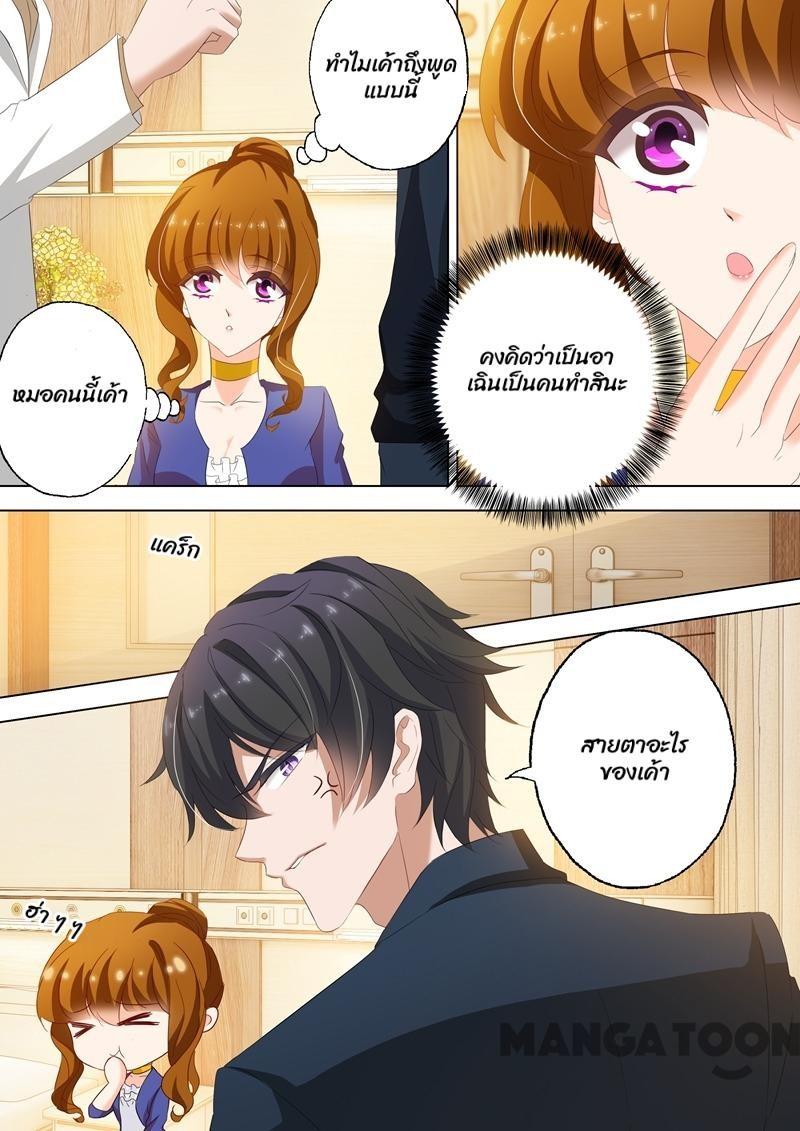 ทำไมเค้าถึงพูด
แบบนี้
หมอคนนี้เค้า
คงคิดว่าเป็นอา
เฉินเป็นคนทำสินะ
แคร็ก
สายตาอะไร
ของเค้า
ฮ่าๆๆ
MANGATOON